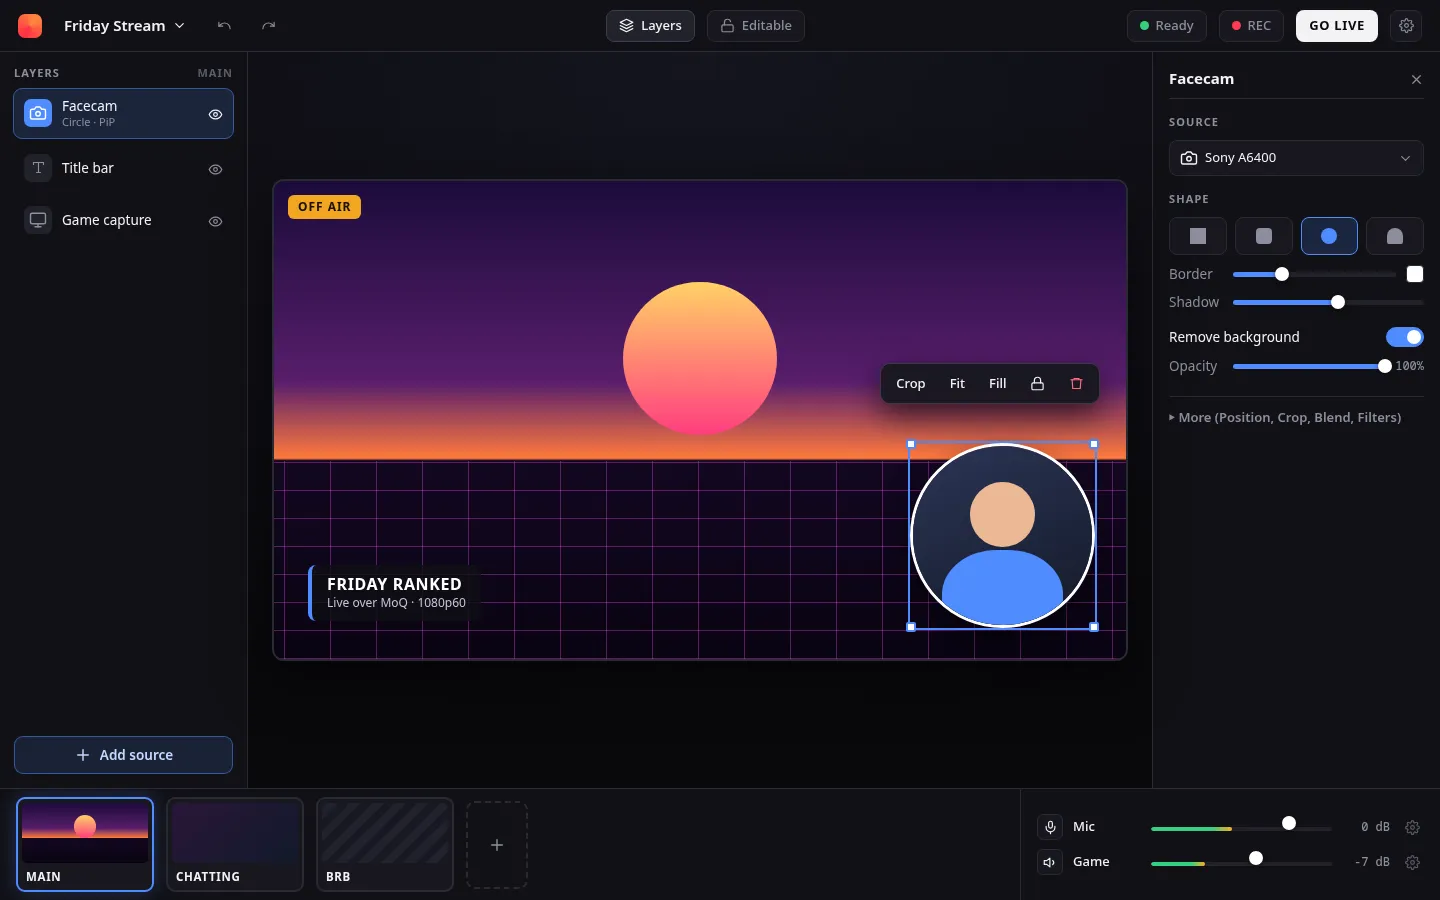 Friday Stream
Layers
Editable
Ready
REC
GO LIVE
LAYERS
MAIN
Facecam
Circle · PiP
Title bar
Game capture
Add source
OFF AIR
Crop
Fit
Fill
FRIDAY RANKED
Live over MoQ · 1080p60
Facecam
SOURCE
Sony A6400
SHAPE
Border
Shadow
Remove background
Opacity
100%
More (Position, Crop, Blend, Filters)
MAIN
CHATTING
BRB
Mic
0 dB
Game
-7 dB